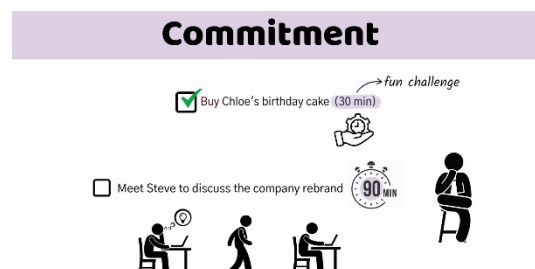 Commitment
fun challenge
Buy Chloe's birthday cake (30 min)
Meet Steve to discuss the company rebrand 90 MIN